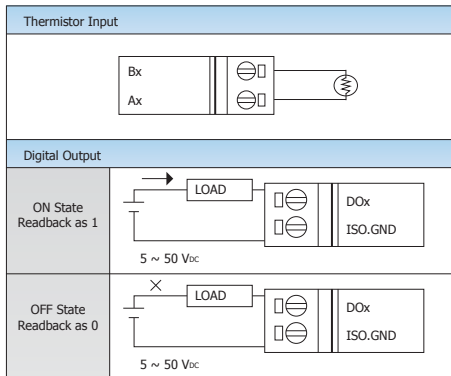 Thermistor Input
Bx
Ax
Digital Output
ON State
Readback as 1
LOAD
DOx
ISO.GND
5 ~ 50 VDC
OFF State
Readback as 0
LOAD
DOx
ISO.GND
5 ~ 50 VDC